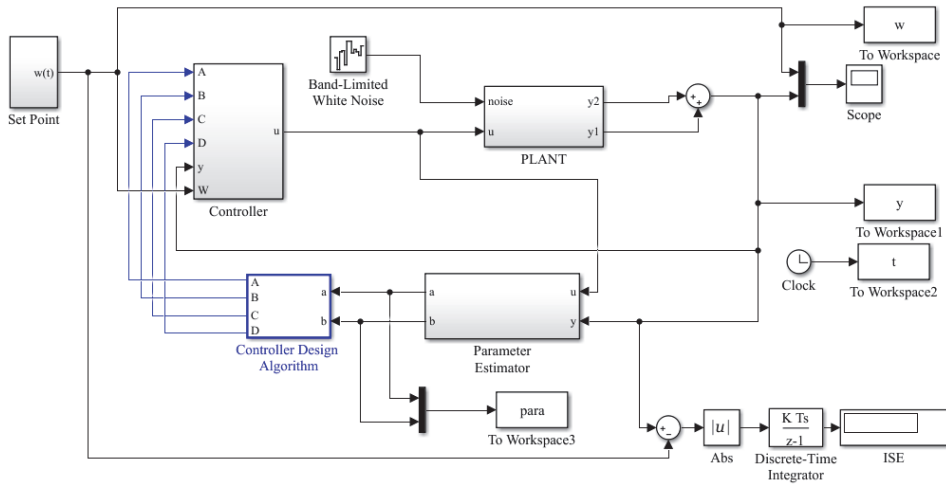 w
To Workspace
w(t)
Set Point
A
B
C
D
y
W
u
Controller
Band-Limited
White Noise
noise
u
y2
y1
PLANT
+
+
Scope
y
To Workspace1
Clock
t
To Workspace2
A
B
C
D
a
b
Controller Design
Algorithm
a
b
u
y
Parameter
Estimator
para
To Workspace3
+
−
|u|
Abs
K Ts
z-1
Discrete-Time
Integrator
ISE